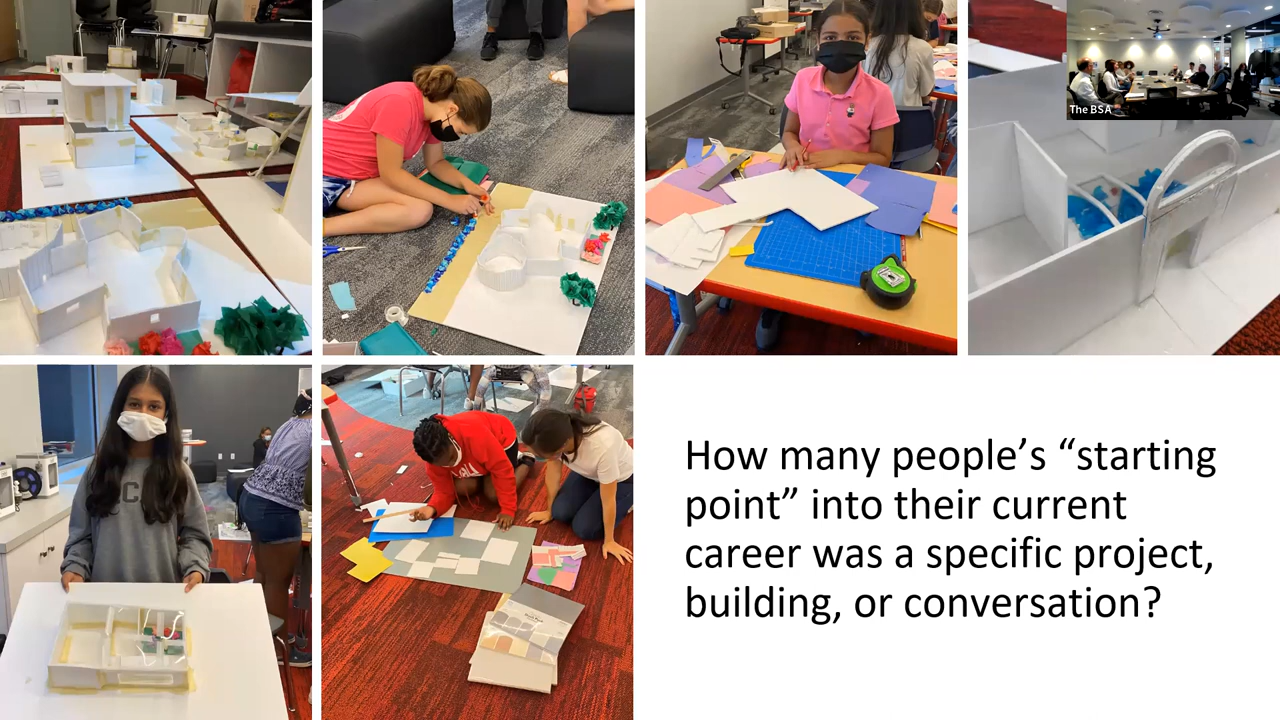 The BSA
How many people’s “starting
point” into their current
career was a specific project,
building, or conversation?